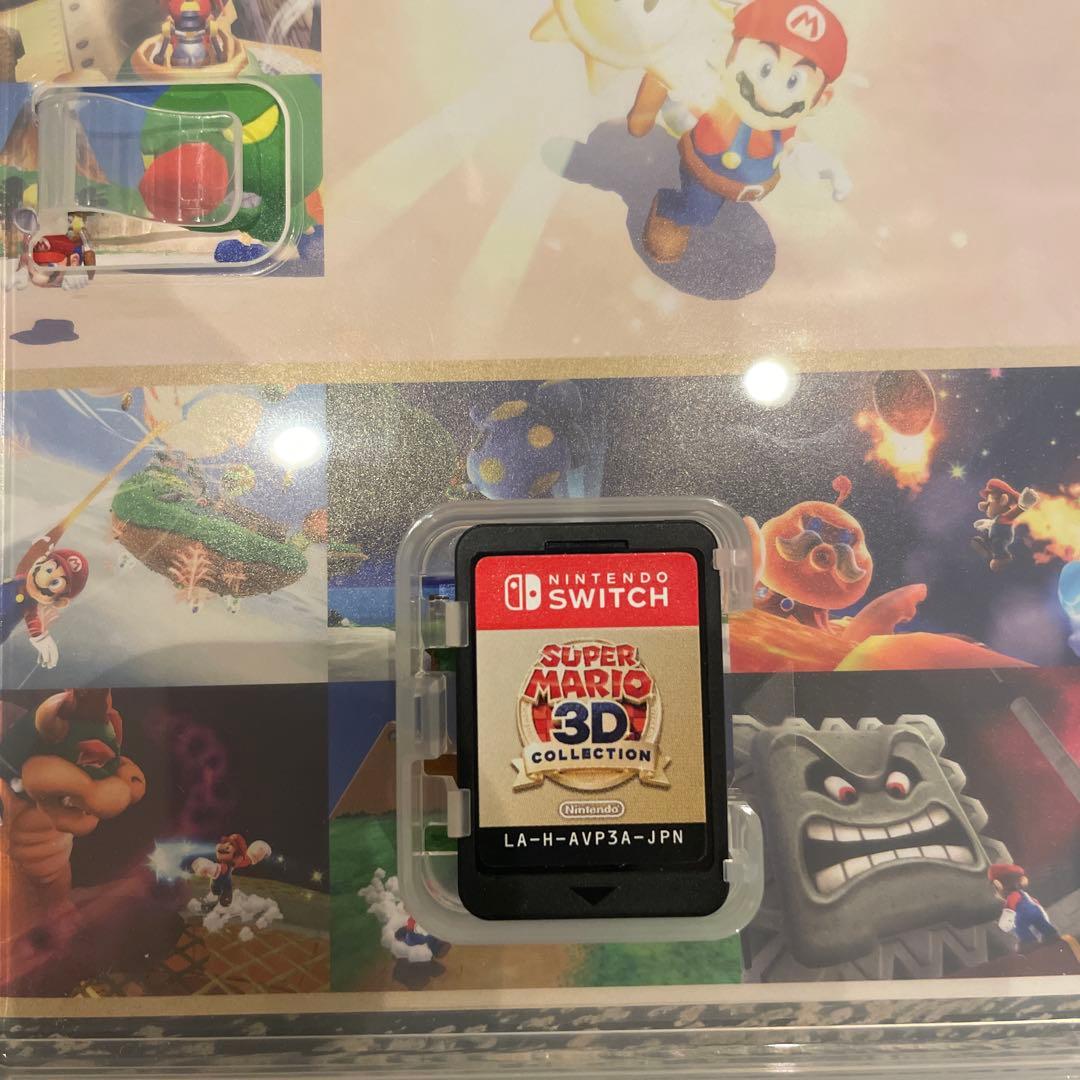 M
NINTENDO
SWITCH
SUPER
MARIO
3D
COLLECTION
Nintendo
LA-H-AVP3A-JPN